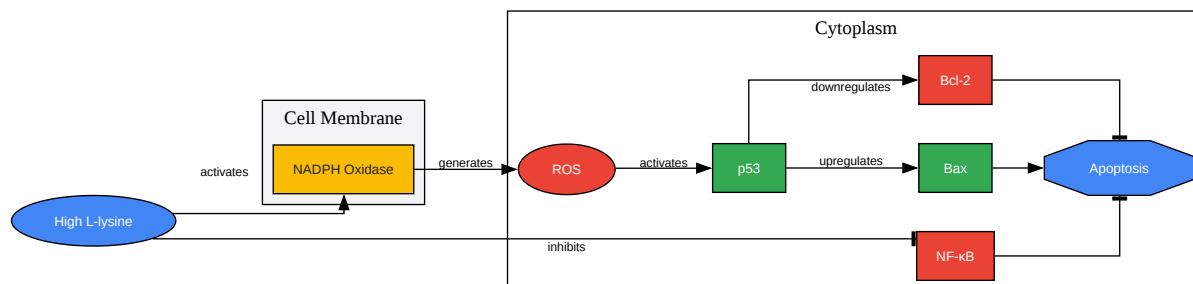 Cytoplasm
Bcl-2
downregulates
Cell Membrane
activates
NADPH Oxidase
generates
ROS
activates
p53
upregulates
Bax
Apoptosis
High L-lysine
inhibits
NF-κB